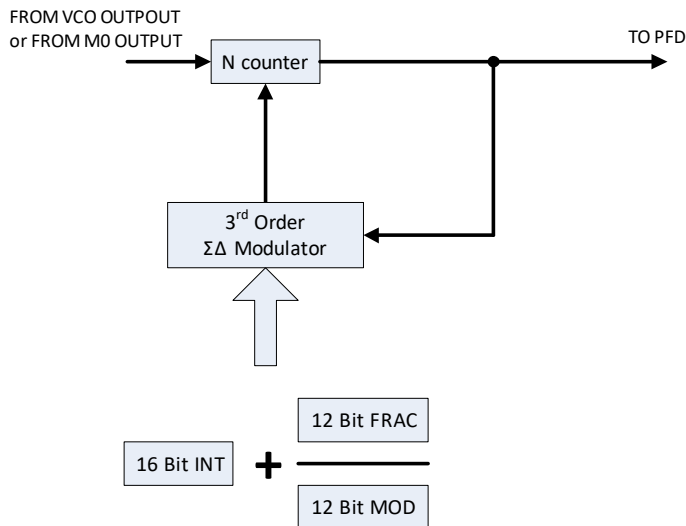 FROM VCO OUTPOUT
or FROM M0 OUTPUT
TO PFD
N counter
3rd Order
ΣΔ Modulator
12 Bit FRAC
16 Bit INT +
12 Bit MOD